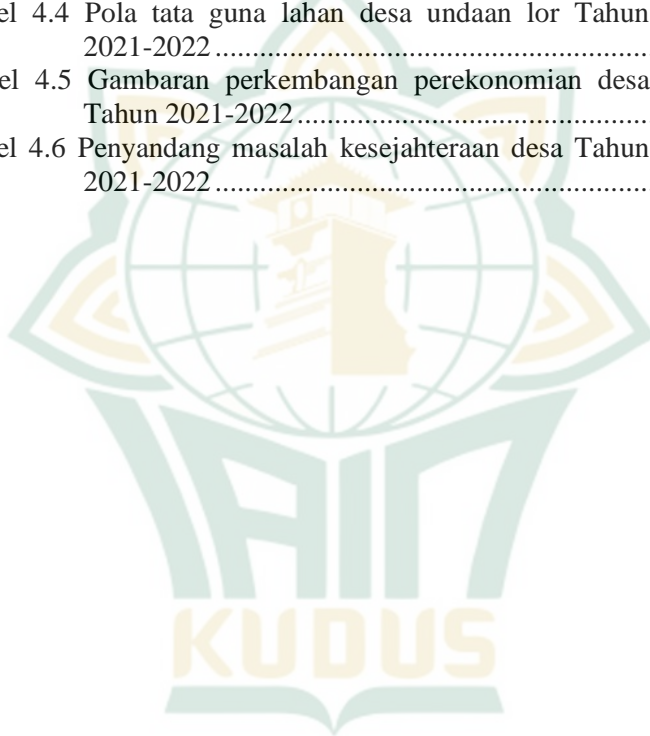 el 4.4 Pola tata guna lahan desa undaan lor Tahun
2021-2022.......................................................
el 4.5 Gambaran perkembangan perekonomian desa
Tahun 2021-2022.............................................
el 4.6 Penyandang masalah kesejahteraan desa Tahun
2021-2022.......................................................
IAIN
KUDUS